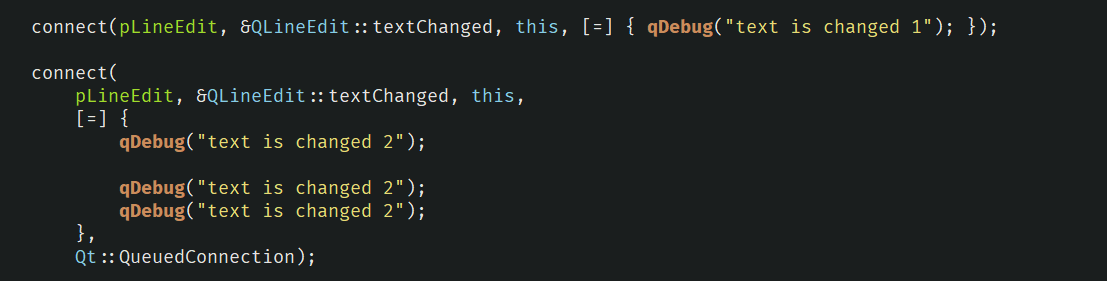 connect(pLineEdit, &QLineEdit::textChanged, this, [=] { qDebug("text is changed 1"); });
connect(
pLineEdit, &QLineEdit::textChanged, this,
[=] {
qDebug("text is changed 2");
qDebug("text is changed 2");
qDebug("text is changed 2");
},
Qt::QueuedConnection);